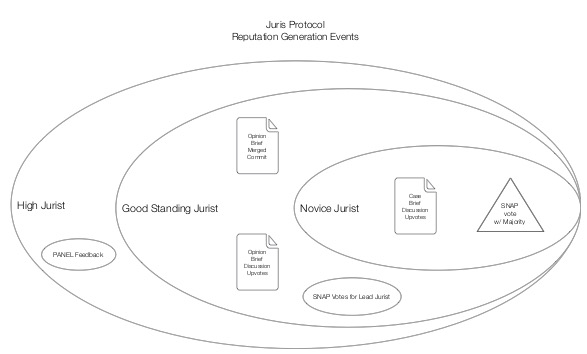 Juris Protocol
Reputation Generation Events
Opinion
Brief
Merged
Commit
High Jurist
Good Standing Jurist
Novice Jurist
Case
Brief
Discussion
Upvotes
SNAP
vote
w/ Majority
PANEL Feedback
Opinion
Brief
Discussion
Upvotes
SNAP Votes for Lead Jurist